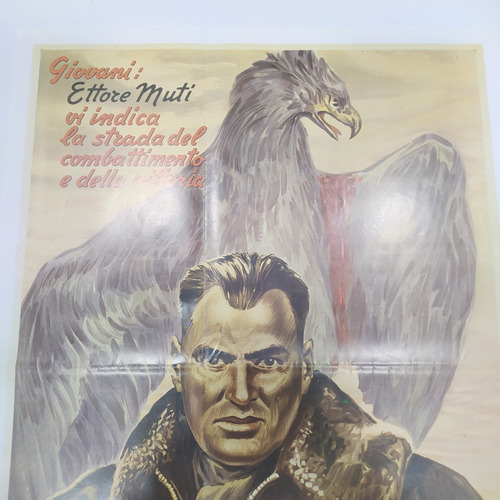 Giovani:
Ettore Muti
vi indica
la strada del
combattimento
e della vittoria